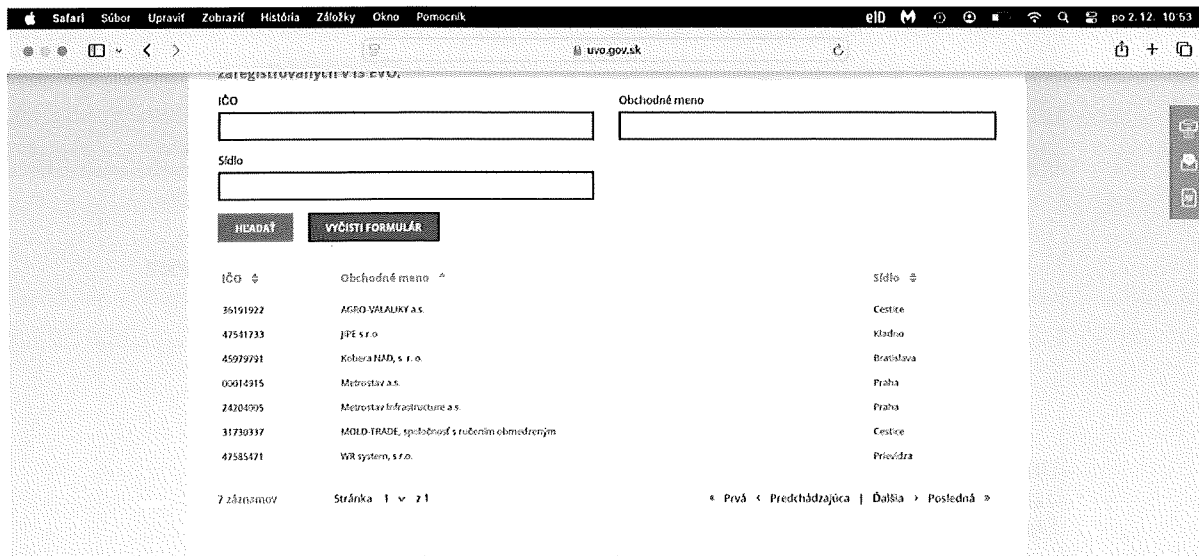 Safari Súbor Upraviť Zobraziť História Záložky Okno Pomocník eID po 2. 12. 10:53
uvo.gov.sk
zaregistrovaných v IS EVO.
IČO Obchodné meno
Sídlo
HĽADAŤ VYČISTI FORMULÁR
IČO Obchodné meno Sídlo
36191922 AGRO-VALALIKY a.s. Cestice
47541733 JIPE s.r.o Kladno
45979791 Kobera NAD, s. r. o. Bratislava
00014915 Metrostav a.s. Praha
24204005 Metrostav Infrastructure a.s. Praha
31730337 MOLD-TRADE, spoločnosť s ručením obmedzeným Cestice
47585471 WR system, s.r.o. Prievidza
7 záznamov Stránka 1 z 1 « Prvá ‹ Predchádzajúca | Ďalšia › Posledná »